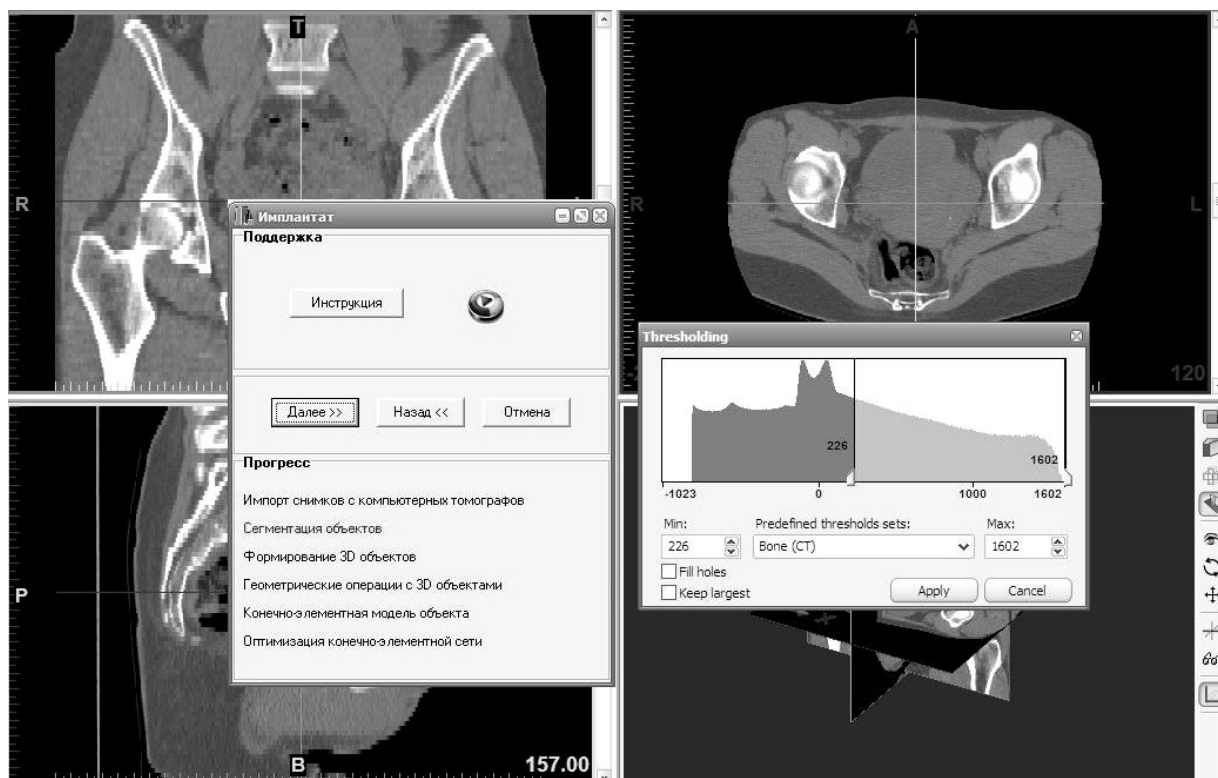 T
A
R
R
L
Имплантат
Поддержка
Инструкция
Далее >>
Назад <<
Отмена
Прогресс
Импорт снимков с компьютерных томографов
Сегментация объектов
Формирование 3D объектов
Геометрические операции с 3D объектами
Конечно-элементная модель объекта
Оптимизация конечно-элементной сети
Thresholding
226
1602
-1023
0
1000
1602
Min:
Predefined thresholds sets:
Max:
226
Bone (CT)
1602
Fill holes
Keep largest
Apply
Cancel
120
P
B
157.00